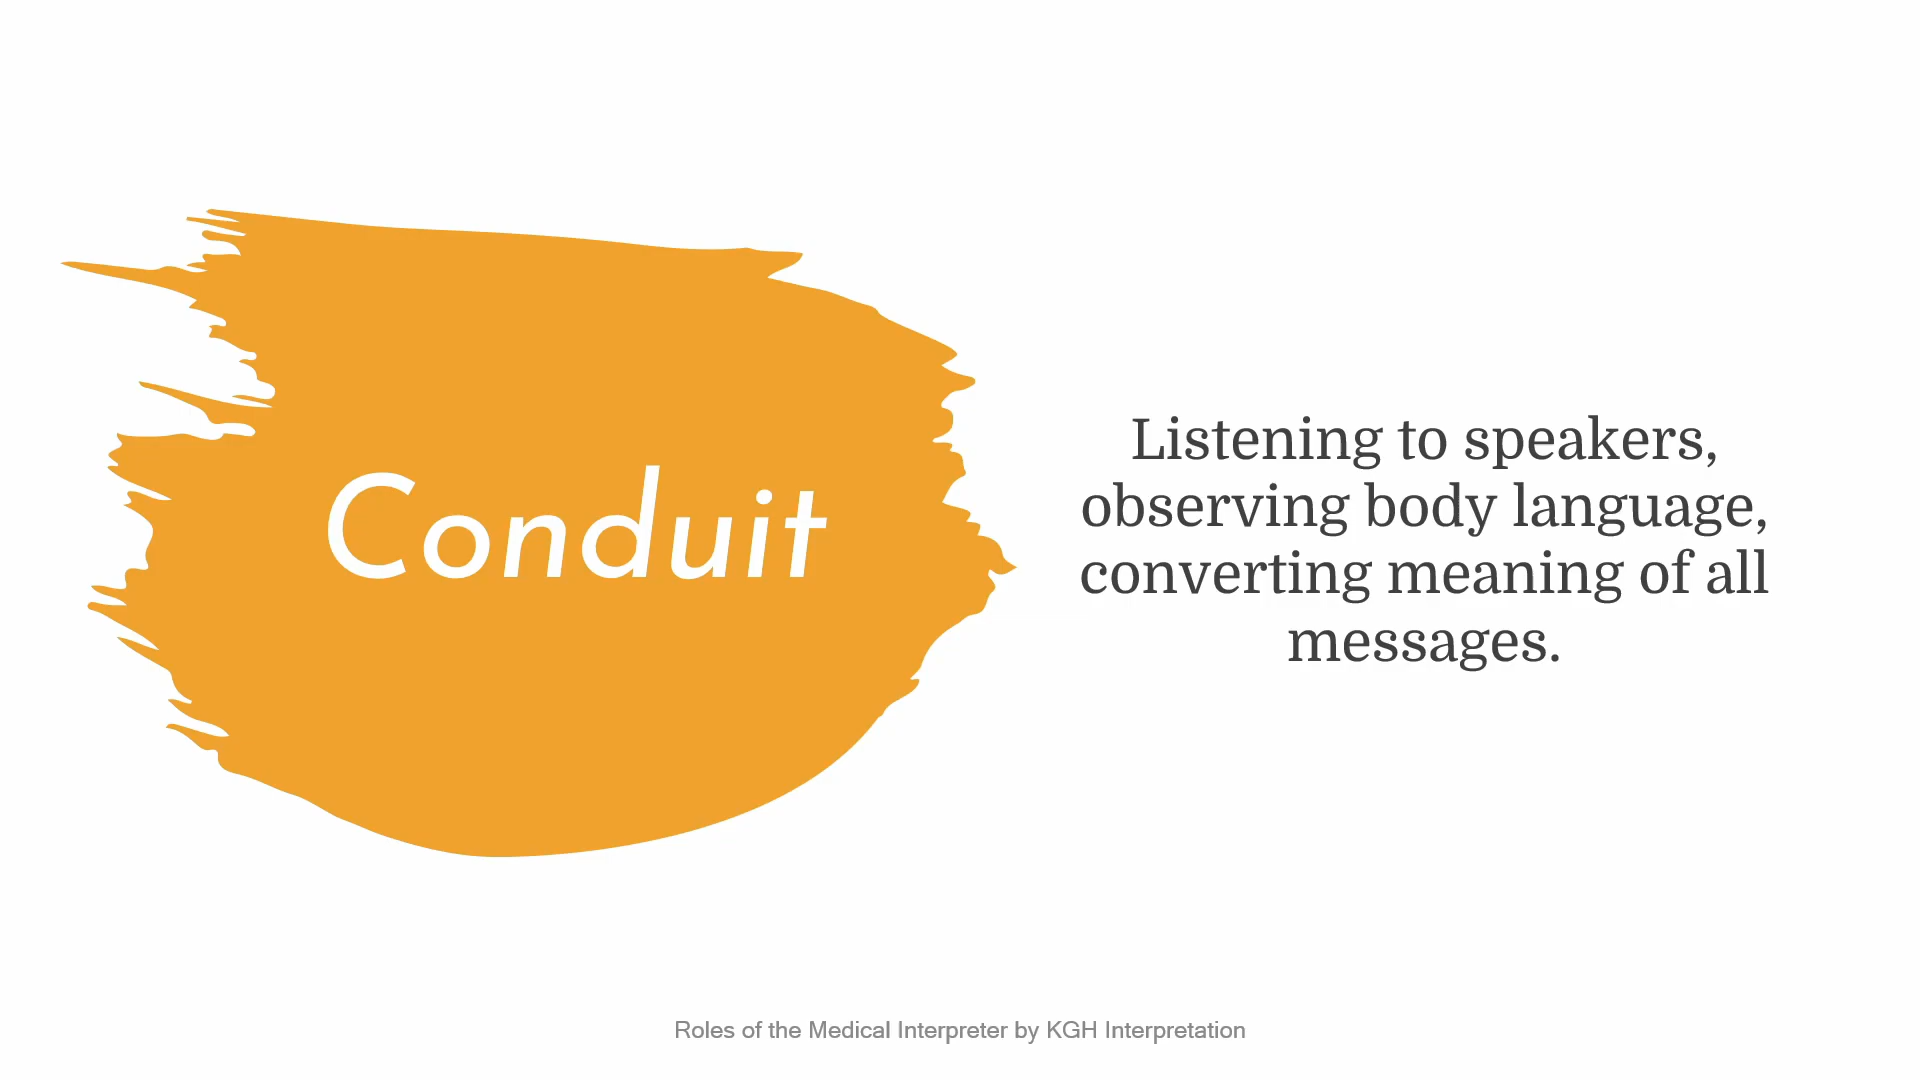 Conduit
Listening to speakers,
observing body language,
converting meaning of all
messages.
Roles of the Medical Interpreter by KGH Interpretation